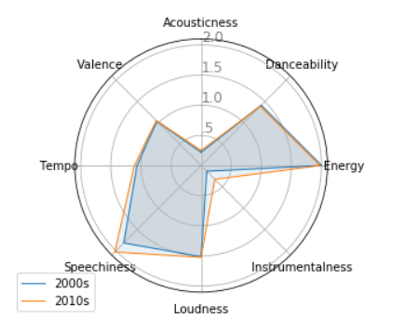 Acousticness
2.0
Valence
Danceability
1.5
1.0
.5
Tempo
Energy
Speechiness
Instrumentalness
2000s
2010s
Loudness